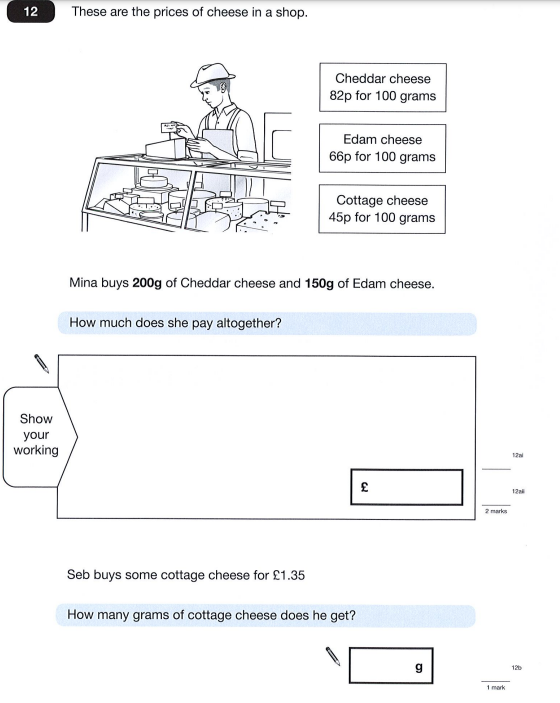 12 These are the prices of cheese in a shop.
Cheddar cheese
82p for 100 grams
Edam cheese
66p for 100 grams
Cottage cheese
45p for 100 grams
Mina buys 200g of Cheddar cheese and 150g of Edam cheese.
How much does she pay altogether?
Show
your
working
£
12ai
12aii
2 marks
Seb buys some cottage cheese for £1.35
How many grams of cottage cheese does he get?
g
12b
1 mark